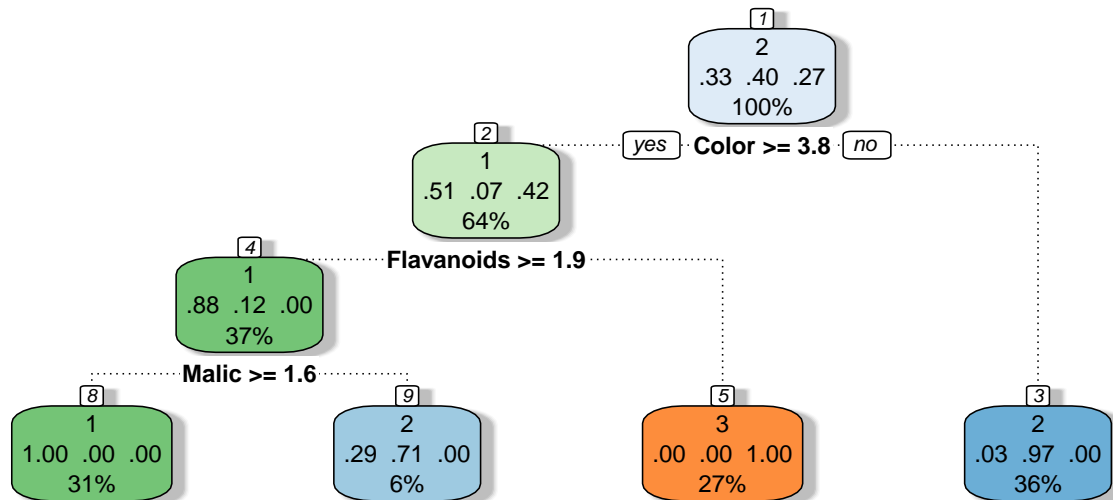 1
2
.33 .40 .27
100%
yes Color >= 3.8 no
2
1
.51 .07 .42
64%
Flavanoids >= 1.9
4
1
.88 .12 .00
37%
Malic >= 1.6
8
1
1.00 .00 .00
31%
9
2
.29 .71 .00
6%
5
3
.00 .00 1.00
27%
3
2
.03 .97 .00
36%